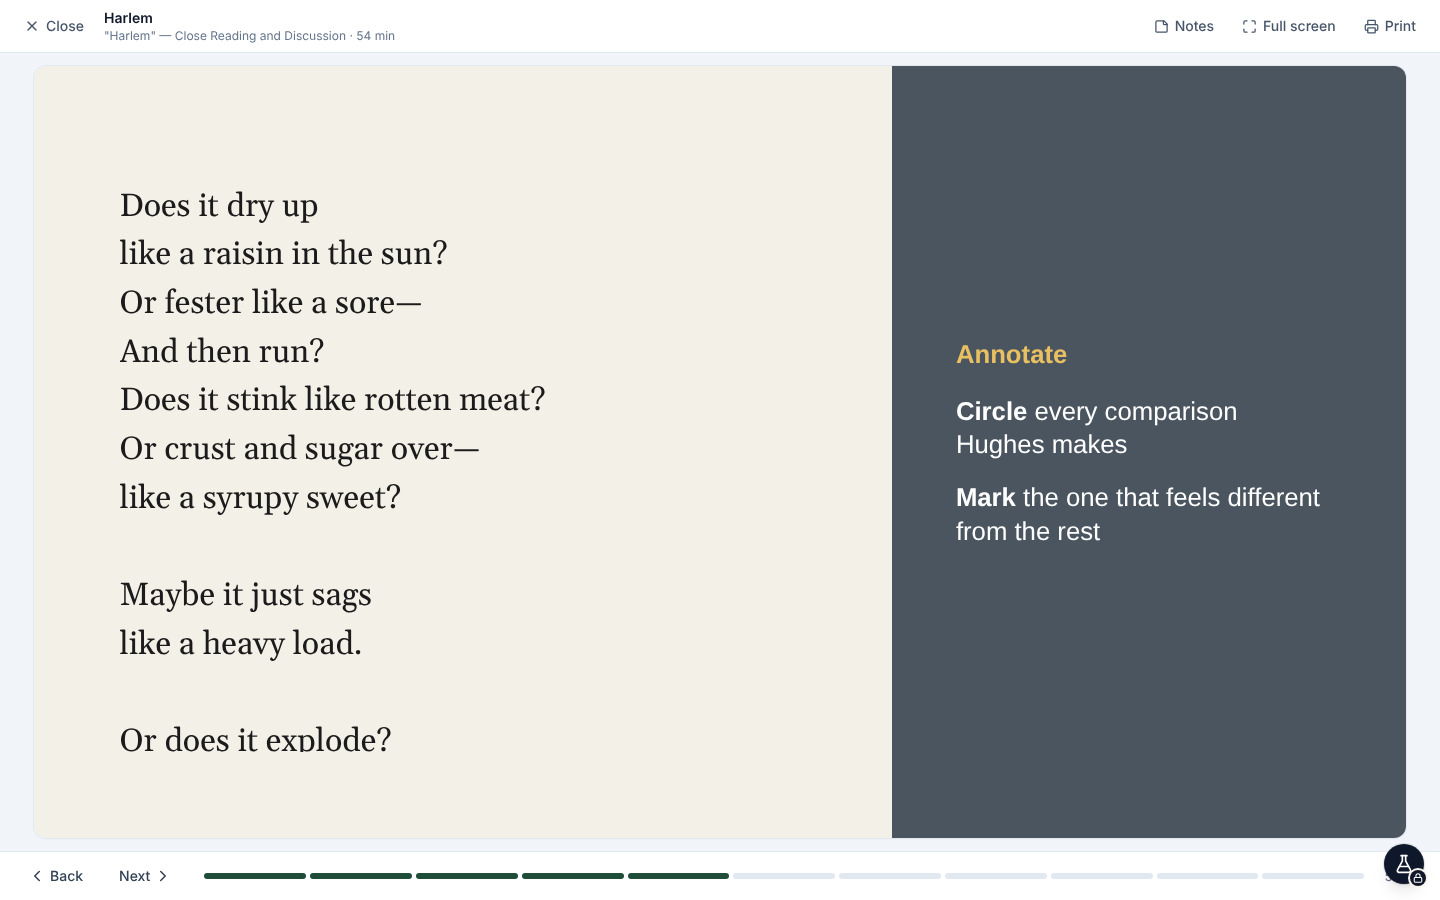 Close
Harlem
"Harlem" — Close Reading and Discussion · 54 min
Notes
Full screen
Print
Does it dry up
like a raisin in the sun?
Or fester like a sore—
And then run?
Does it stink like rotten meat?
Or crust and sugar over—
like a syrupy sweet?
Maybe it just sags
like a heavy load.
Or does it explode?
Annotate
Circle every comparison
Hughes makes
Mark the one that feels different
from the rest
Back
Next